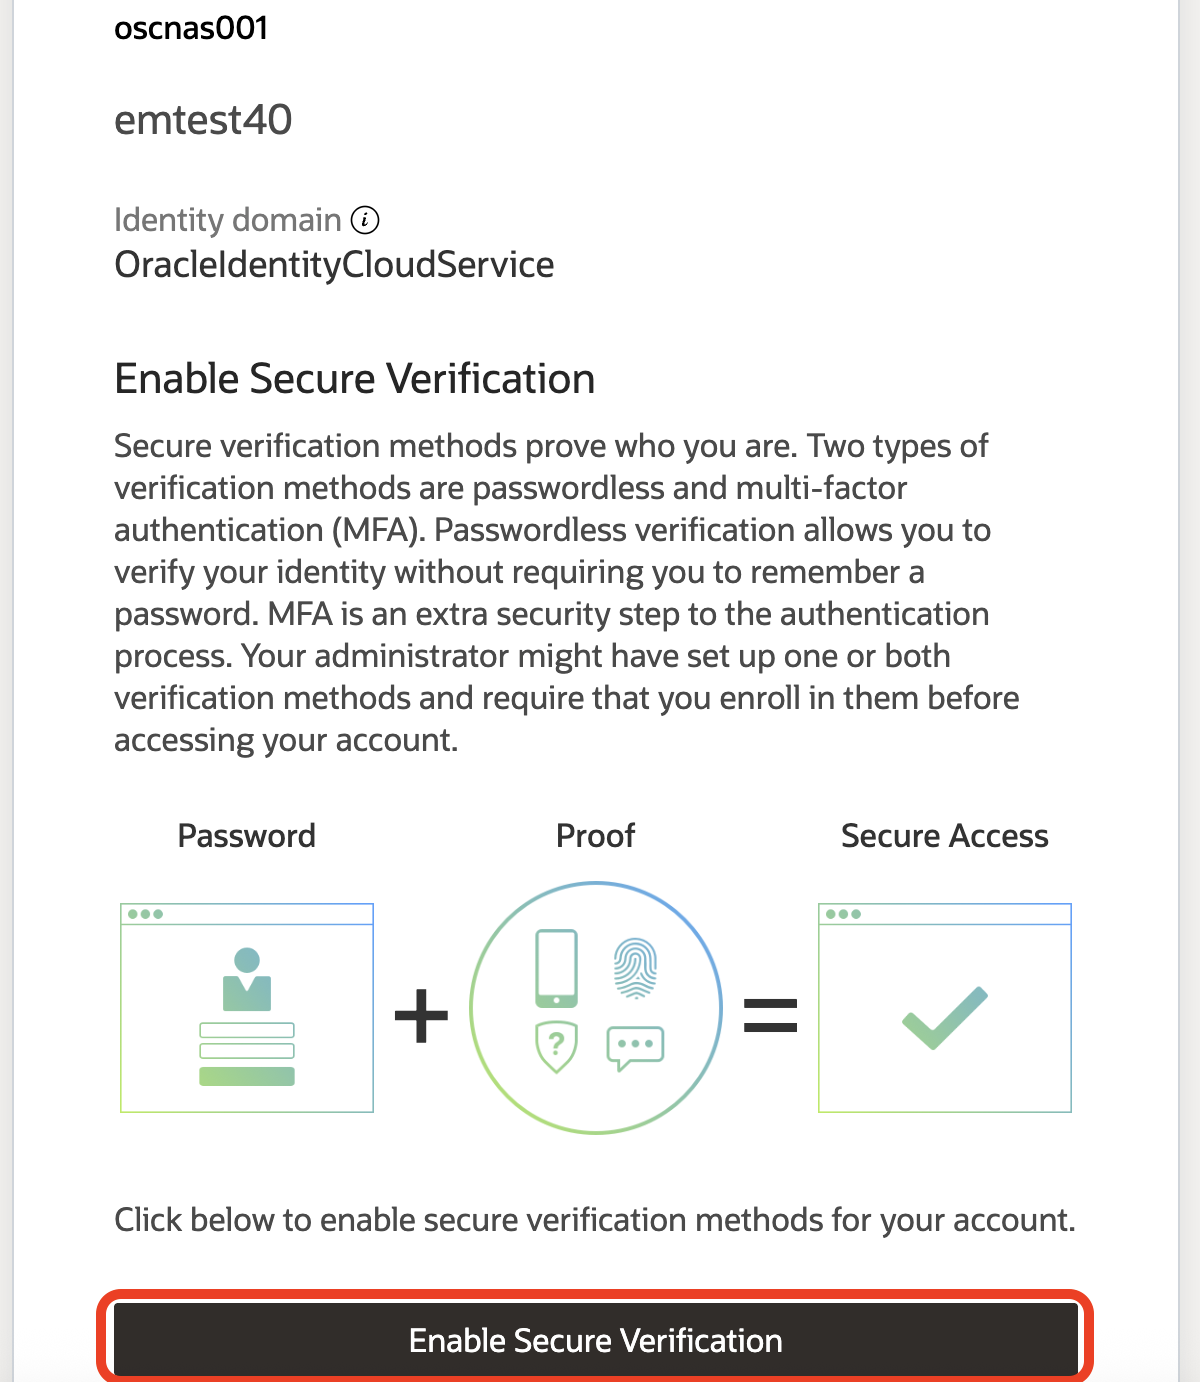 oscnas001
emtest40
Identity domain i
OracleIdentityCloudService
Enable Secure Verification
Secure verification methods prove who you are. Two types of
verification methods are passwordless and multi-factor
authentication (MFA). Passwordless verification allows you to
verify your identity without requiring you to remember a
password. MFA is an extra security step to the authentication
process. Your administrator might have set up one or both
verification methods and require that you enroll in them before
accessing your account.
Password
Proof
Secure Access
+
?
=
Click below to enable secure verification methods for your account.
Enable Secure Verification